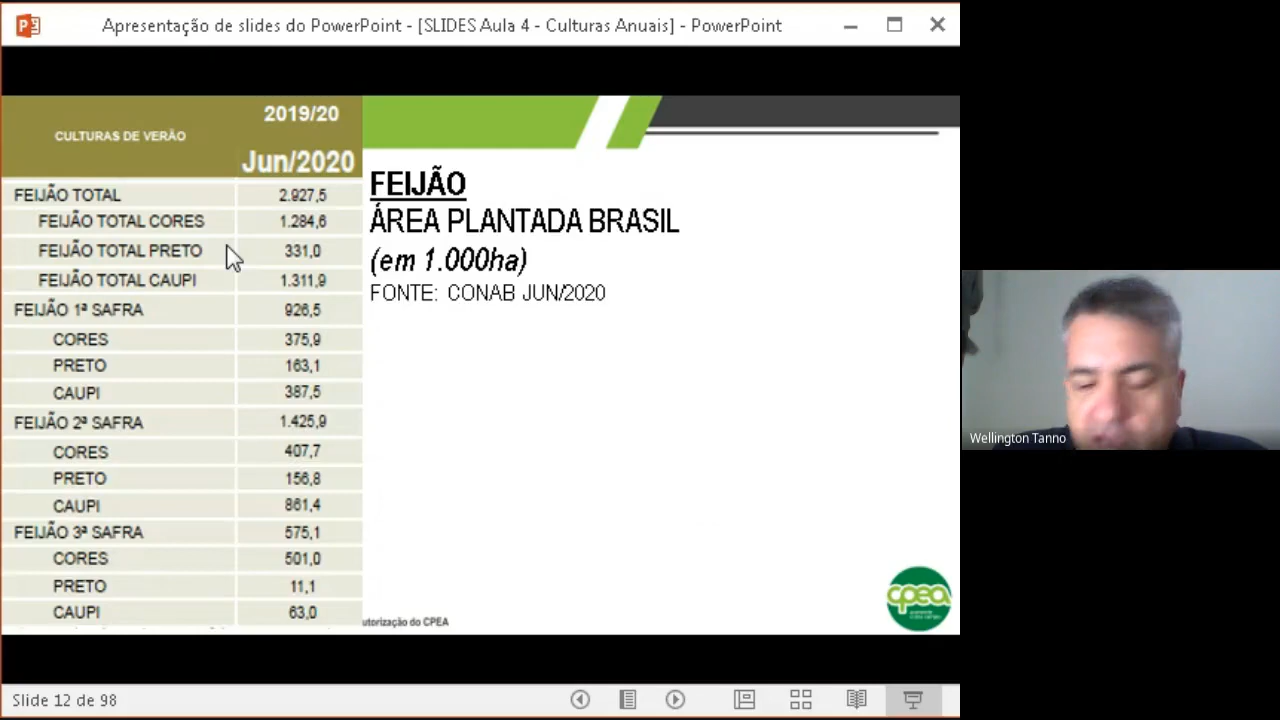 Apresentação de slides do PowerPoint - [SLIDES Aula 4 - Culturas Anuais] - PowerPoint
CULTURAS DE VERÃO
2019/20
Jun/2020
FEIJÃO TOTAL 2.927,5
FEIJÃO TOTAL CORES 1.284,6
FEIJÃO TOTAL PRETO 331,0
FEIJÃO TOTAL CAUPI 1.311,9
FEIJÃO 1ª SAFRA 926,5
CORES 375,9
PRETO 163,1
CAUPI 387,5
FEIJÃO 2ª SAFRA 1.425,9
CORES 407,7
PRETO 156,8
CAUPI 861,4
FEIJÃO 3ª SAFRA 575,1
CORES 501,0
PRETO 11,1
CAUPI 63,0
FEIJÃO
ÁREA PLANTADA BRASIL
(em 1.000ha)
FONTE: CONAB JUN/2020
utorização do CPEA
cpea
Wellington Tanno
Slide 12 de 98